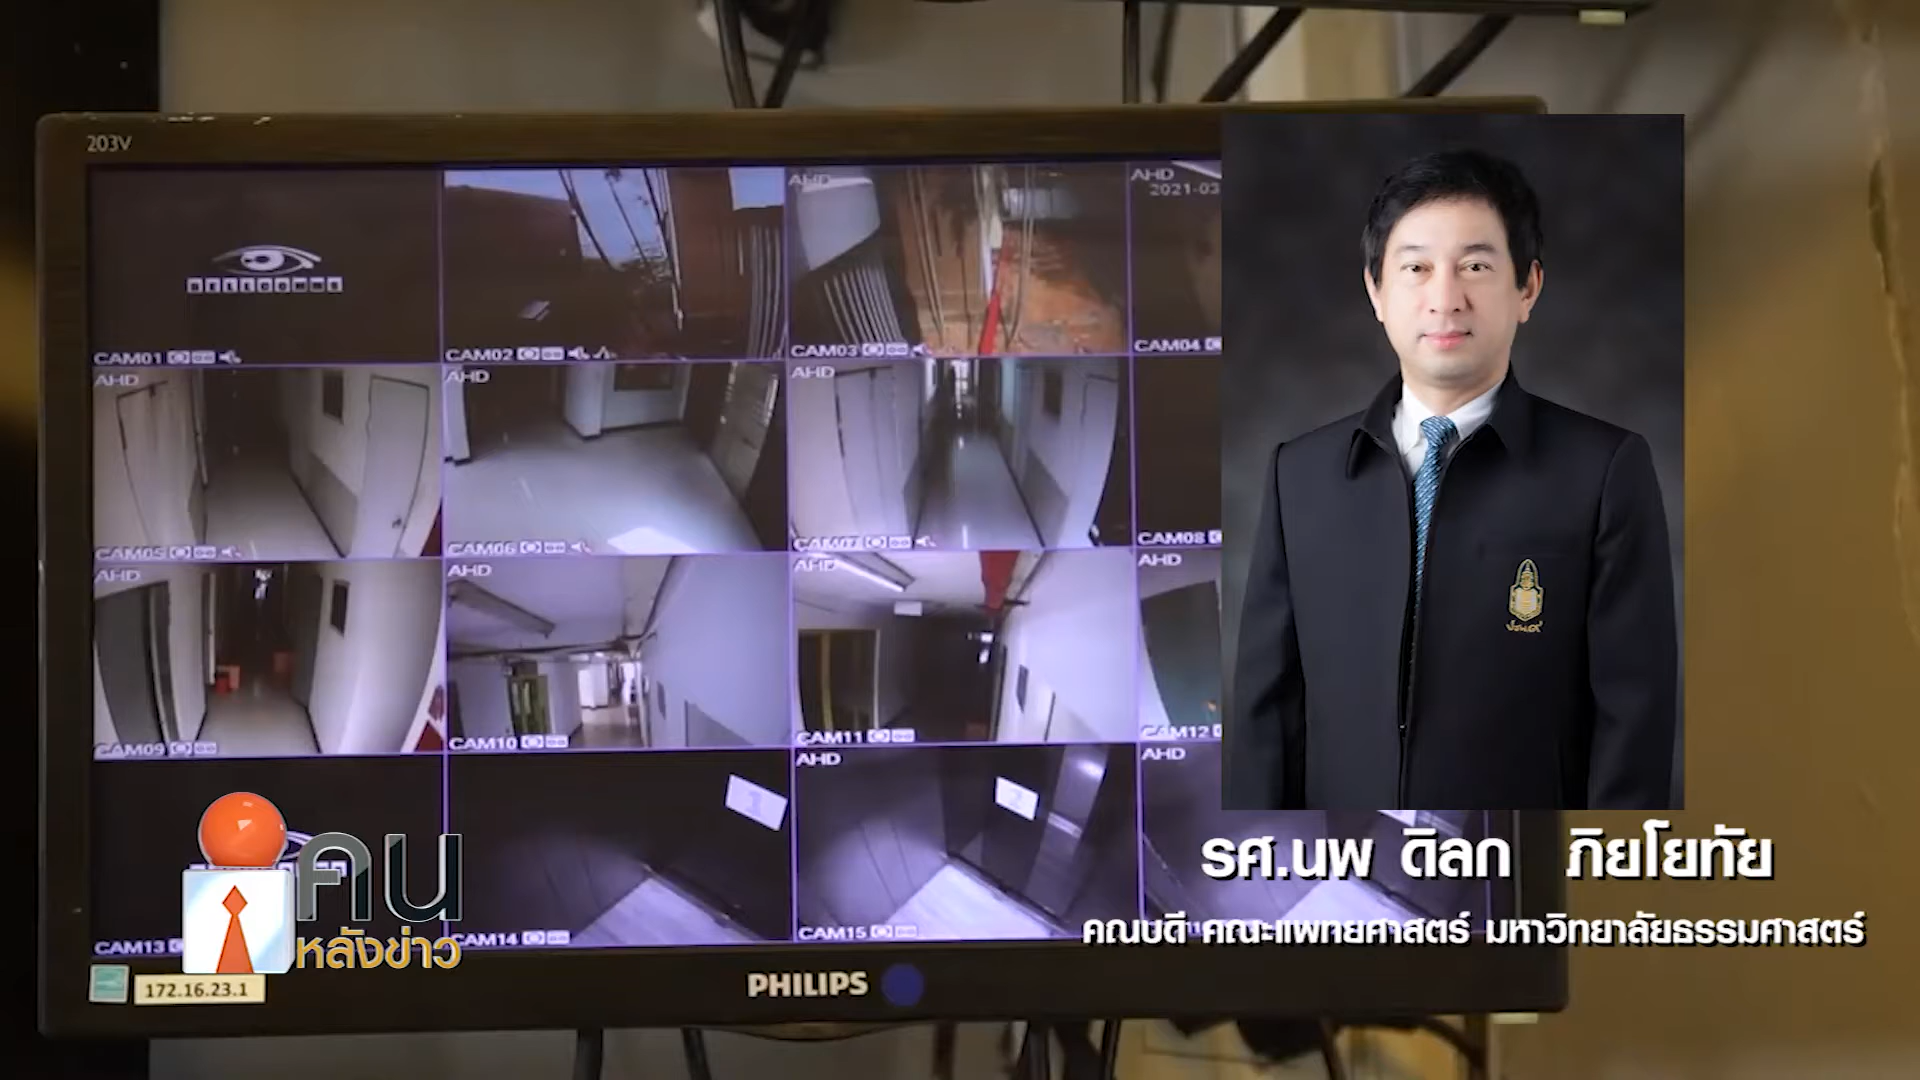 203V
AHD
AHD
2021-03
CAM01
CAM02
CAM03
CAM04
AHD
AHD
AHD
CAM05
CAM06
CAM07
CAM08
AHD
AHD
AHD
AHD
CAM09
CAM10
CAM11
CAM12
AHD
AHD
1
2
CAM13
CAM14
CAM15
รศ.นพ ดิลก ภิยโยทัย
คณบดี คณะแพทยศาสตร์ มหาวิทยาลัยธรรมศาสตร์
คน
หลังข่าว
172.16.23.1
PHILIPS